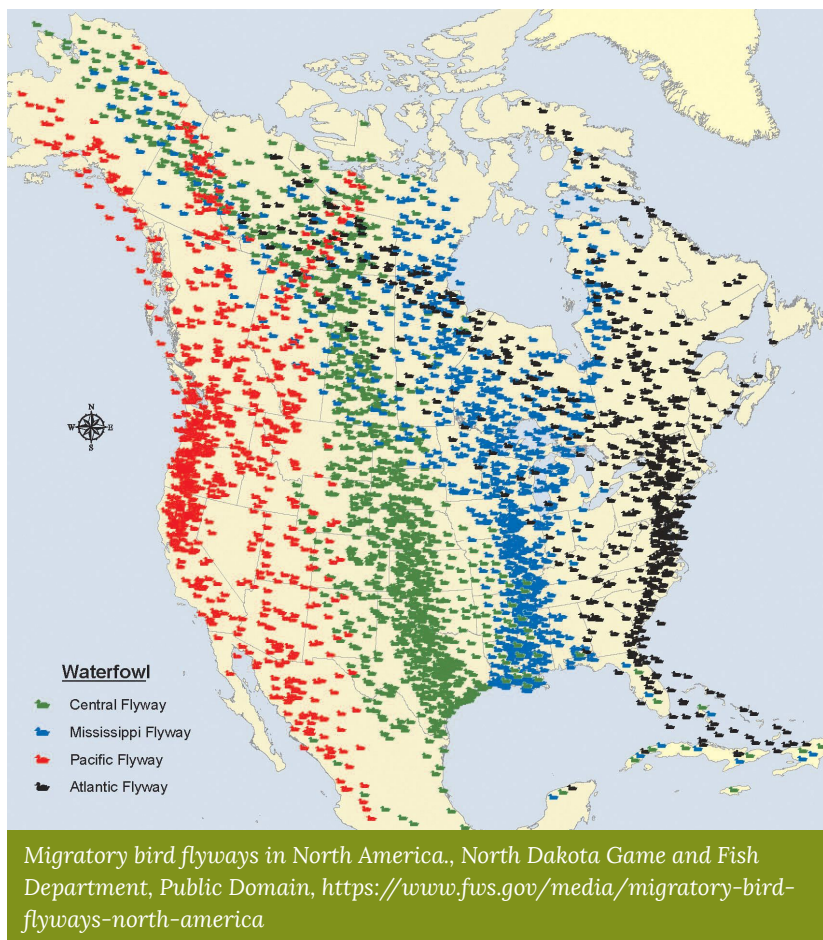 N
W E
S
Waterfowl
Central Flyway
Mississippi Flyway
Pacific Flyway
Atlantic Flyway
Migratory bird flyways in North America., North Dakota Game and Fish
Department, Public Domain, https://www.fws.gov/media/migratory-bird-
flyways-north-america